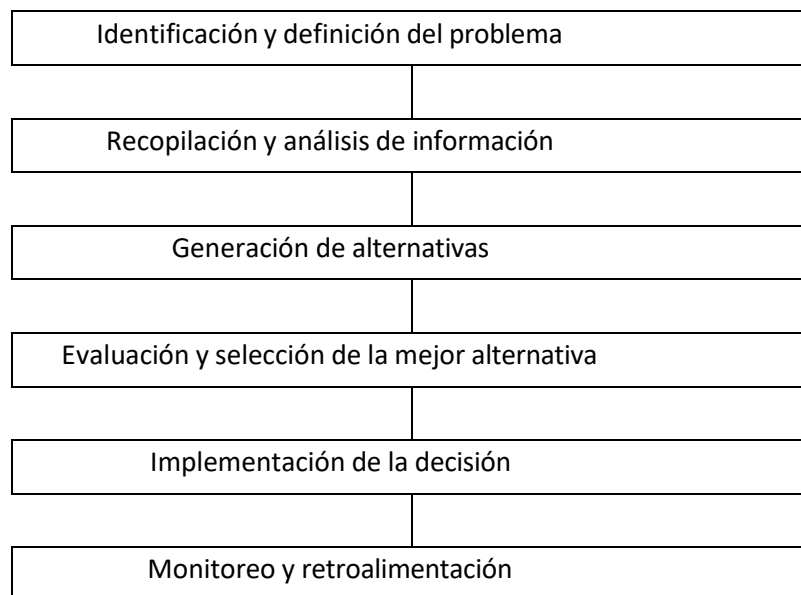 Identificación y definición del problema
Recopilación y análisis de información
Generación de alternativas
Evaluación y selección de la mejor alternativa
Implementación de la decisión
Monitoreo y retroalimentación